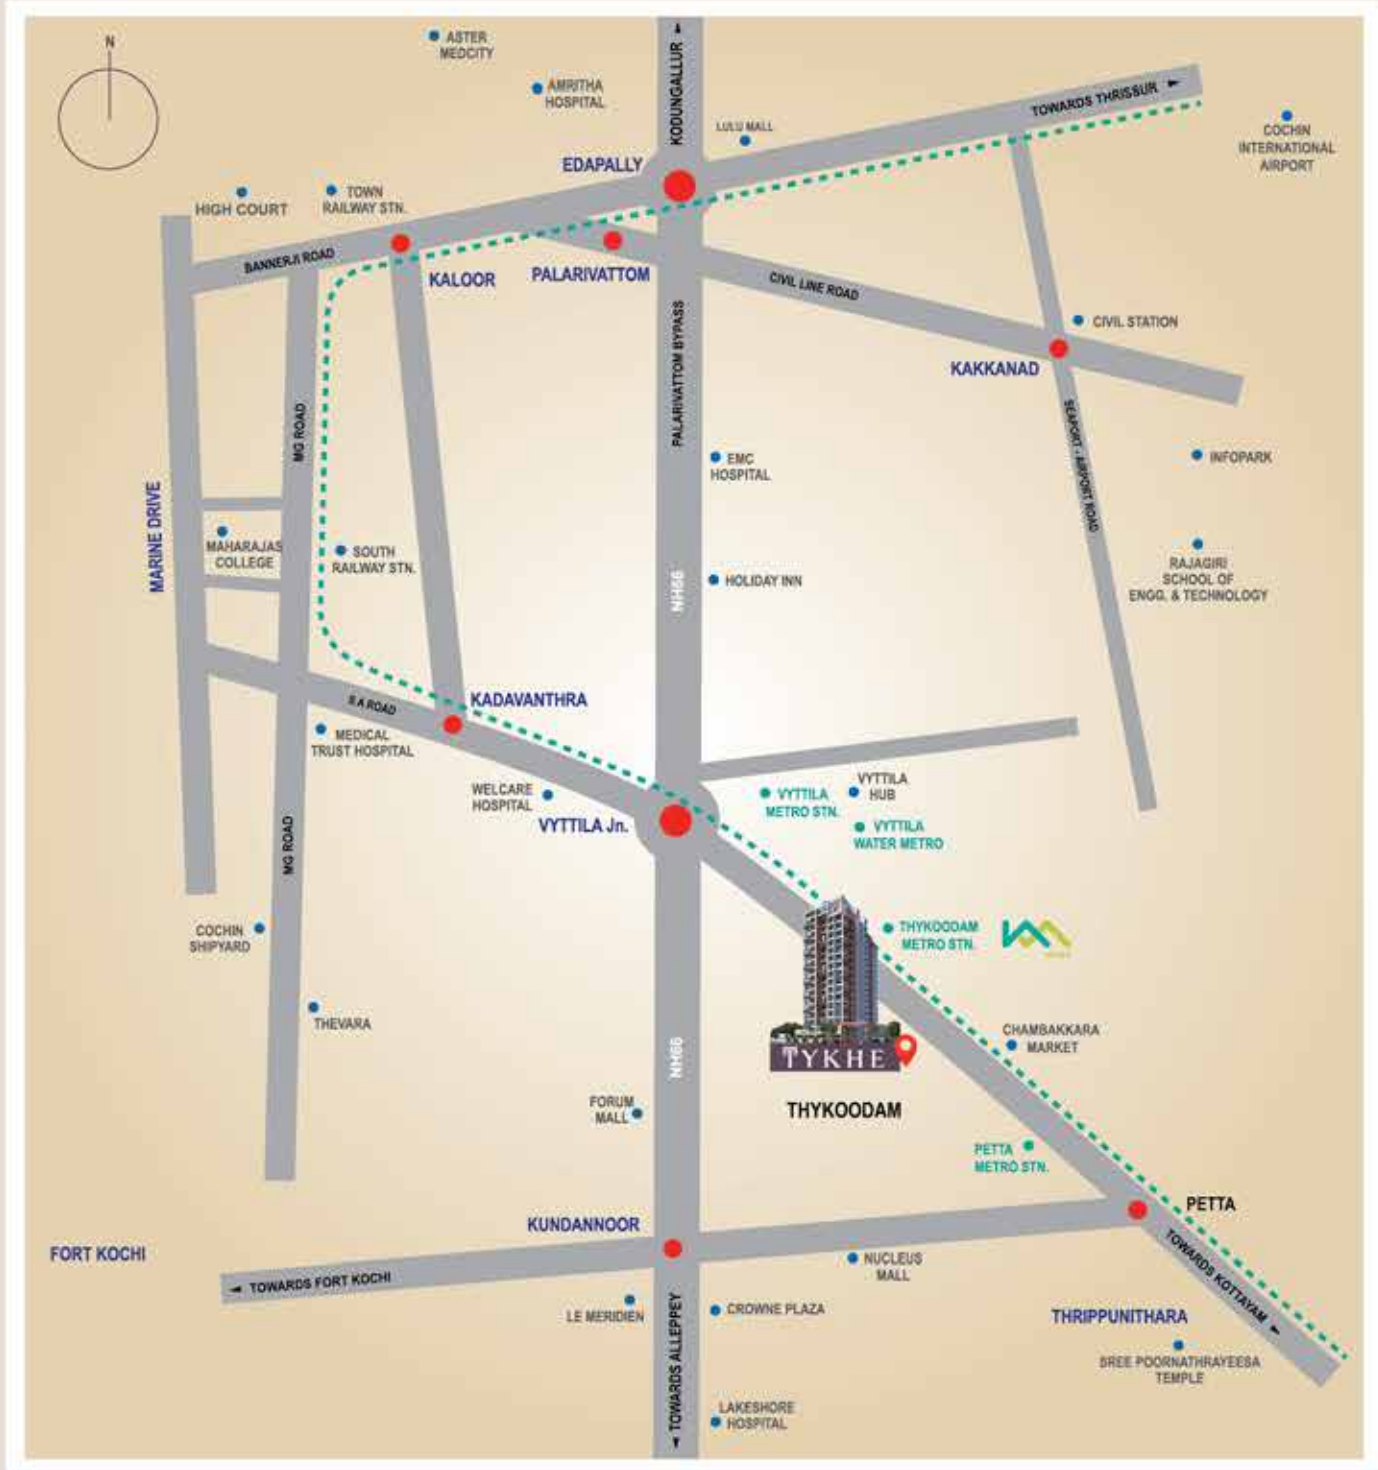 N
ASTER
MEDCITY
AMRITHA
HOSPITAL
KODUNGALLUR
LULU MALL
TOWARDS THRISSUR
COCHIN
INTERNATIONAL
AIRPORT
EDAPALLY
HIGH COURT
TOWN
RAILWAY STN.
BANNERJI ROAD
KALOOR
PALARIVATTOM
CIVIL LINE ROAD
CIVIL STATION
KAKKANAD
PALARIVATTOM BYPASS
MG ROAD
SEAPORT - AIRPORT ROAD
EMC
HOSPITAL
INFOPARK
MARINE DRIVE
MAHARAJAS
COLLEGE
SOUTH
RAILWAY STN.
HOLIDAY INN
NH66
RAJAGIRI
SCHOOL OF
ENGG. & TECHNOLOGY
S A ROAD
KADAVANTHRA
MEDICAL
TRUST HOSPITAL
WELCARE
HOSPITAL
VYTTILA Jn.
VYTTILA
METRO STN.
VYTTILA
HUB
VYTTILA
WATER METRO
MG ROAD
COCHIN
SHIPYARD
THYKOODAM
METRO STN.
THEVARA
NH66
TYKHE
CHAMBAKKARA
MARKET
THYKOODAM
FORUM
MALL
PETTA
METRO STN.
PETTA
KUNDANNOOR
FORT KOCHI
TOWARDS FORT KOCHI
NUCLEUS
MALL
TOWARDS KOTTAYAM
LE MERIDIEN
CROWNE PLAZA
THRIPPUNITHARA
SREE POORNATHRAYEESA
TEMPLE
TOWARDS ALLEPPEY
LAKESHORE
HOSPITAL